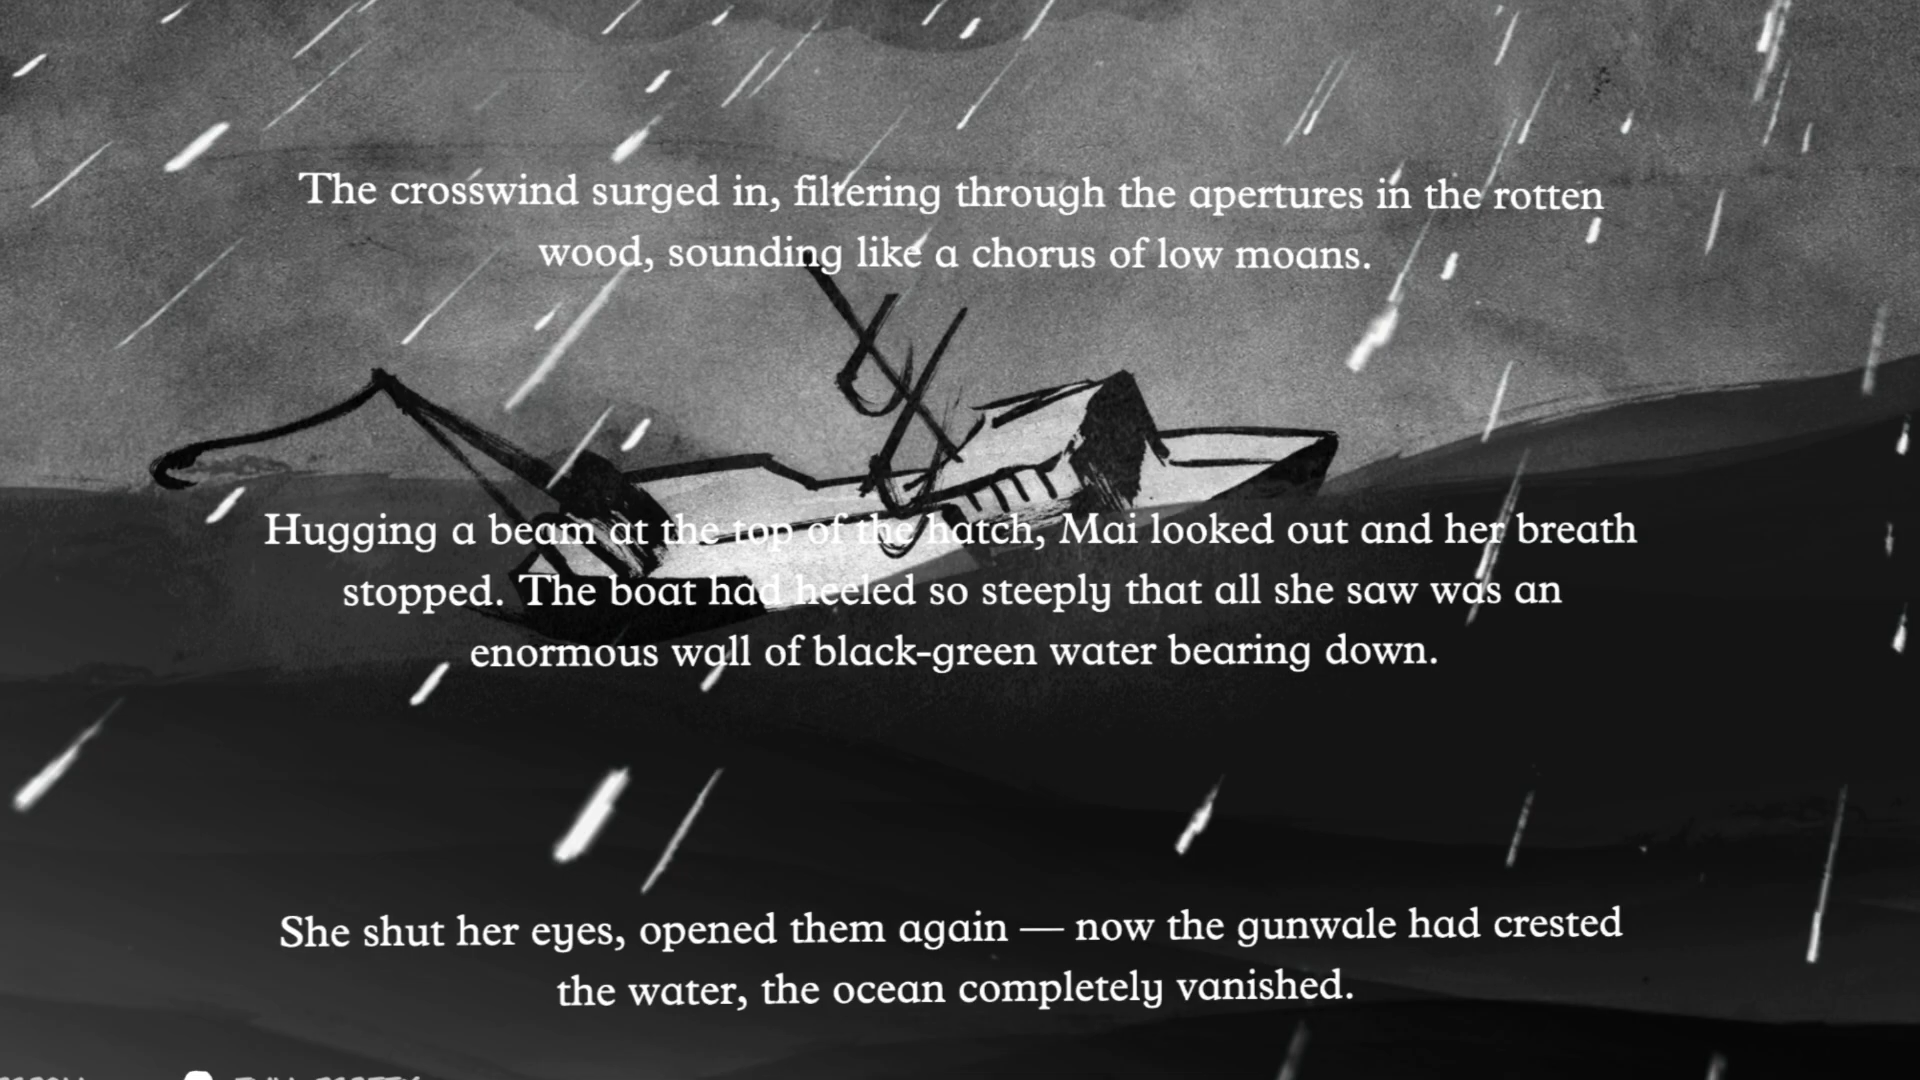 The crosswind surged in, filtering through the apertures in the rotten
wood, sounding like a chorus of low moans.
Hugging a beam at the top of the hatch, Mai looked out and her breath
stopped. The boat had heeled so steeply that all she saw was an
enormous wall of black-green water bearing down.
She shut her eyes, opened them again — now the gunwale had crested
the water, the ocean completely vanished.